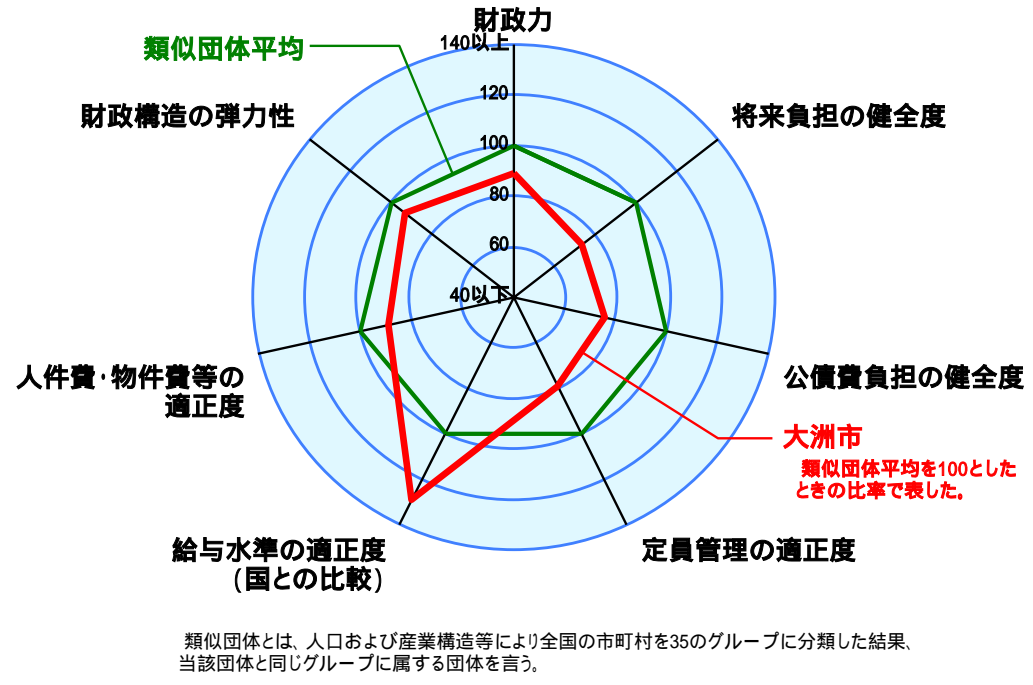 財政力
140以上
類似団体平均
120
財政構造の弾力性
将来負担の健全度
100
80
60
40以下
人件費・物件費等の
適正度
公債費負担の健全度
大洲市
類似団体平均を100とした
ときの比率で表した。
給与水準の適正度
(国との比較)
定員管理の適正度
類似団体とは、人口および産業構造等により全国の市町村を35のグループに分類した結果、
当該団体と同じグループに属する団体を言う。